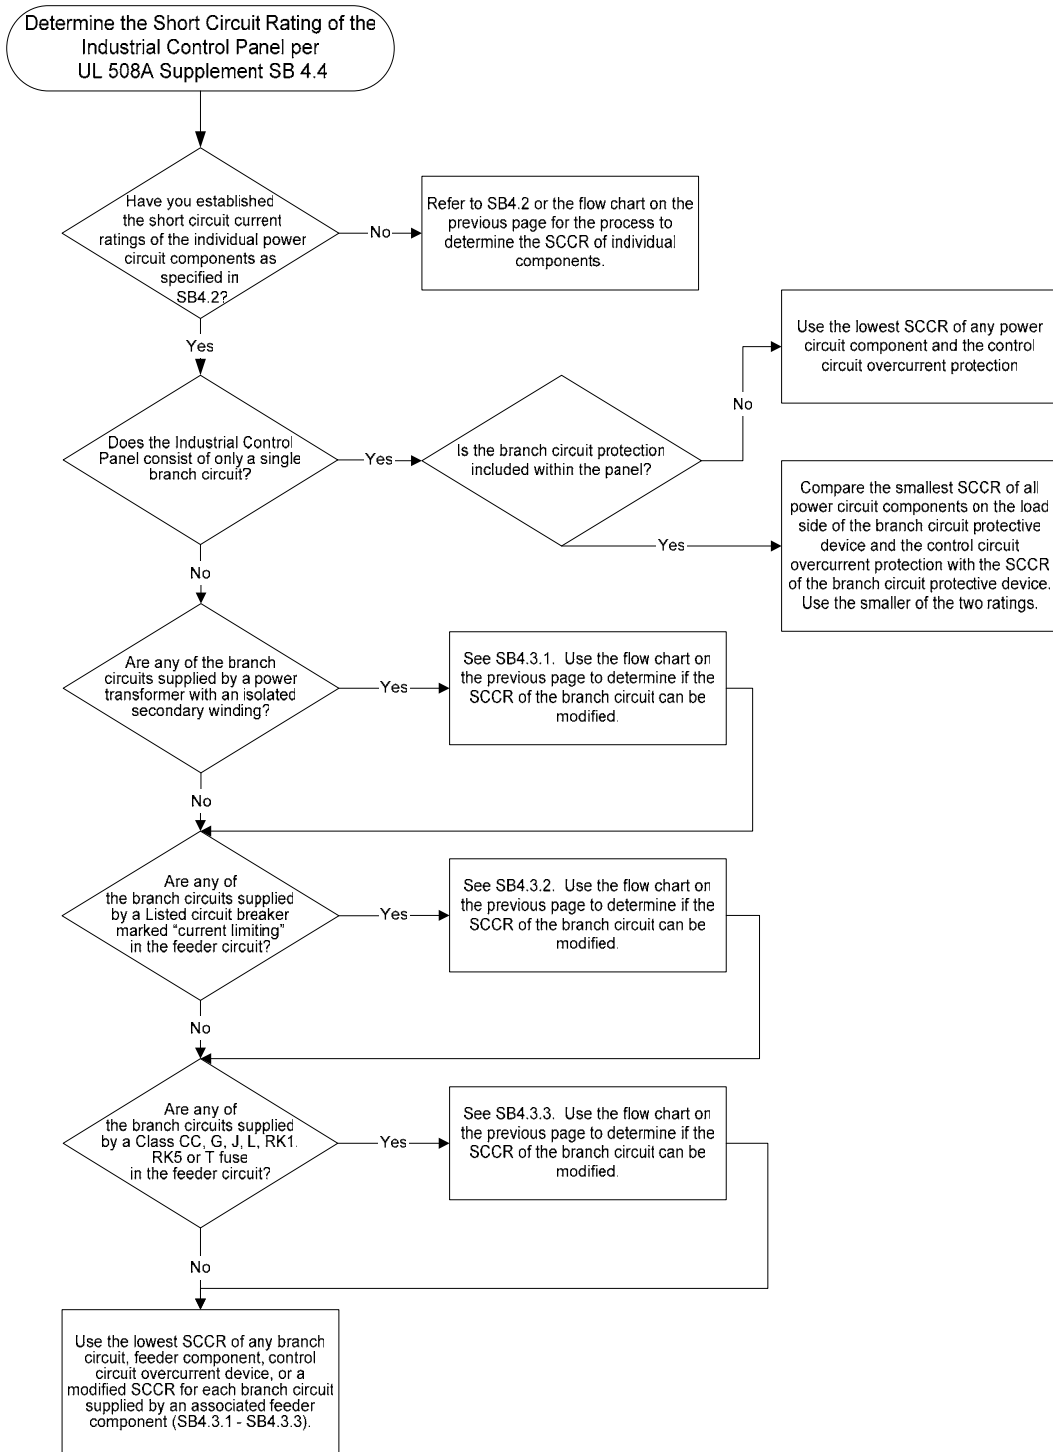 Determine the Short Circuit Rating of the
Industrial Control Panel per
UL 508A Supplement SB 4.4
Have you established
the short circuit current
ratings of the individual power
circuit components as
specified in
SB4.2?
No
Refer to SB4.2 or the flow chart on the
previous page for the process to
determine the SCCR of individual
components.
Yes
Does the Industrial Control
Panel consist of only a single
branch circuit?
Yes
Is the branch circuit protection
included within the panel?
No
Use the lowest SCCR of any power
circuit component and the control
circuit overcurrent protection
Yes
Compare the smallest SCCR of all
power circuit components on the load
side of the branch circuit protective
device and the control circuit
overcurrent protection with the SCCR
of the branch circuit protective device.
Use the smaller of the two ratings.
No
Are any of the branch
circuits supplied by a power
transformer with an isolated
secondary winding?
Yes
See SB4.3.1. Use the flow chart on
the previous page to determine if the
SCCR of the branch circuit can be
modified.
No
Are any of
the branch circuits supplied
by a Listed circuit breaker
marked “current limiting”
in the feeder circuit?
Yes
See SB4.3.2. Use the flow chart on
the previous page to determine if the
SCCR of the branch circuit can be
modified.
No
Are any of
the branch circuits supplied
by a Class CC, G, J, L, RK1.
RK5 or T fuse
in the feeder circuit?
Yes
See SB4.3.3. Use the flow chart on
the previous page to determine if the
SCCR of the branch circuit can be
modified.
No
Use the lowest SCCR of any branch
circuit, feeder component, control
circuit overcurrent device, or a
modified SCCR for each branch circuit
supplied by an associated feeder
component (SB4.3.1 - SB4.3.3).